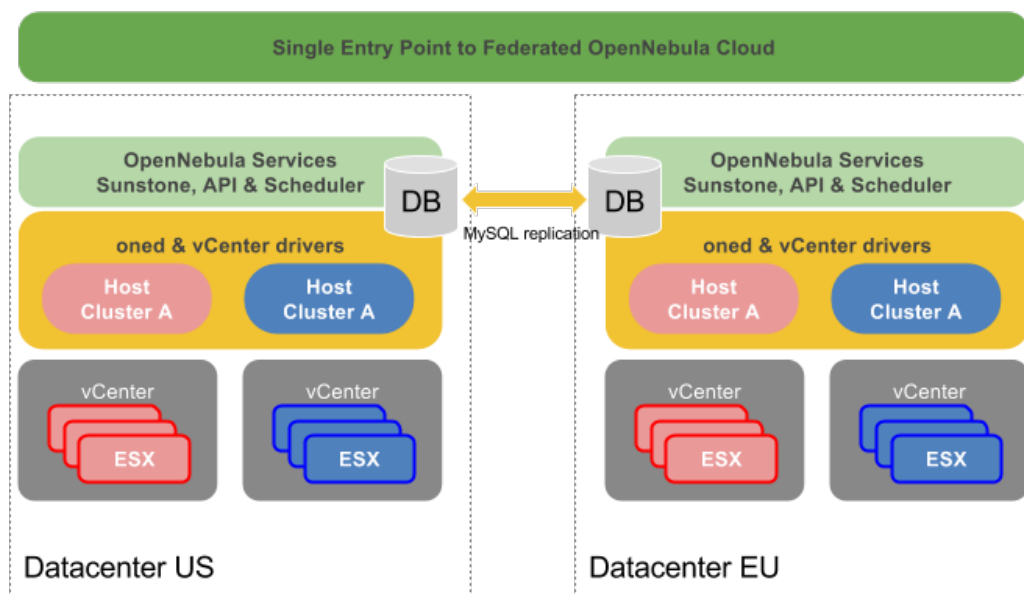 Single Entry Point to Federated OpenNebula Cloud
OpenNebula Services
Sunstone, API & Scheduler
DB
oned & vCenter drivers
Host
Cluster A
Host
Cluster A
vCenter
ESX
vCenter
ESX
Datacenter US
MySQL replication
OpenNebula Services
Sunstone, API & Scheduler
DB
oned & vCenter drivers
Host
Cluster A
Host
Cluster A
vCenter
ESX
vCenter
ESX
Datacenter EU